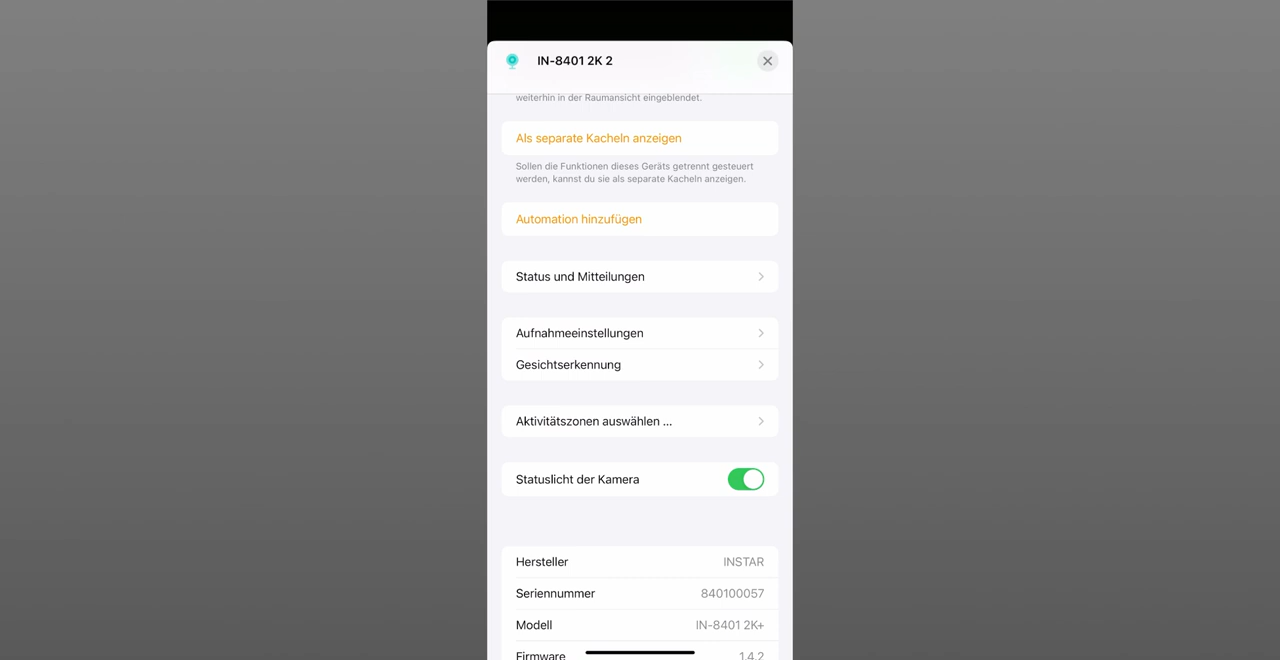 IN-8401 2K 2
weiterhin in der Raumansicht eingeblendet.
Als separate Kacheln anzeigen
Sollen die Funktionen dieses Geräts getrennt gesteuert
werden, kannst du sie als separate Kacheln anzeigen.
Automation hinzufügen
Status und Mitteilungen
Aufnahmeeinstellungen
Gesichtserkennung
Aktivitätszonen auswählen ...
Statuslicht der Kamera
Hersteller INSTAR
Seriennummer 840100057
Modell IN-8401 2K+
Firmware 1.4.2